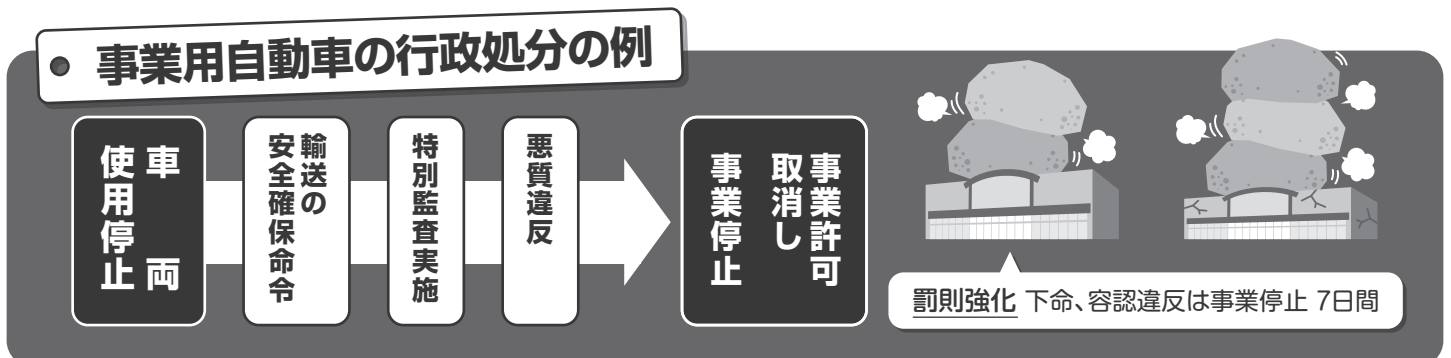 事業用自動車の行政処分の例
車両
使用停止
輸送の
安全確保命令
特別監査実施
悪質違反
事業許可
取消し
事業停止
罰則強化 下命、容認違反は事業停止 7日間